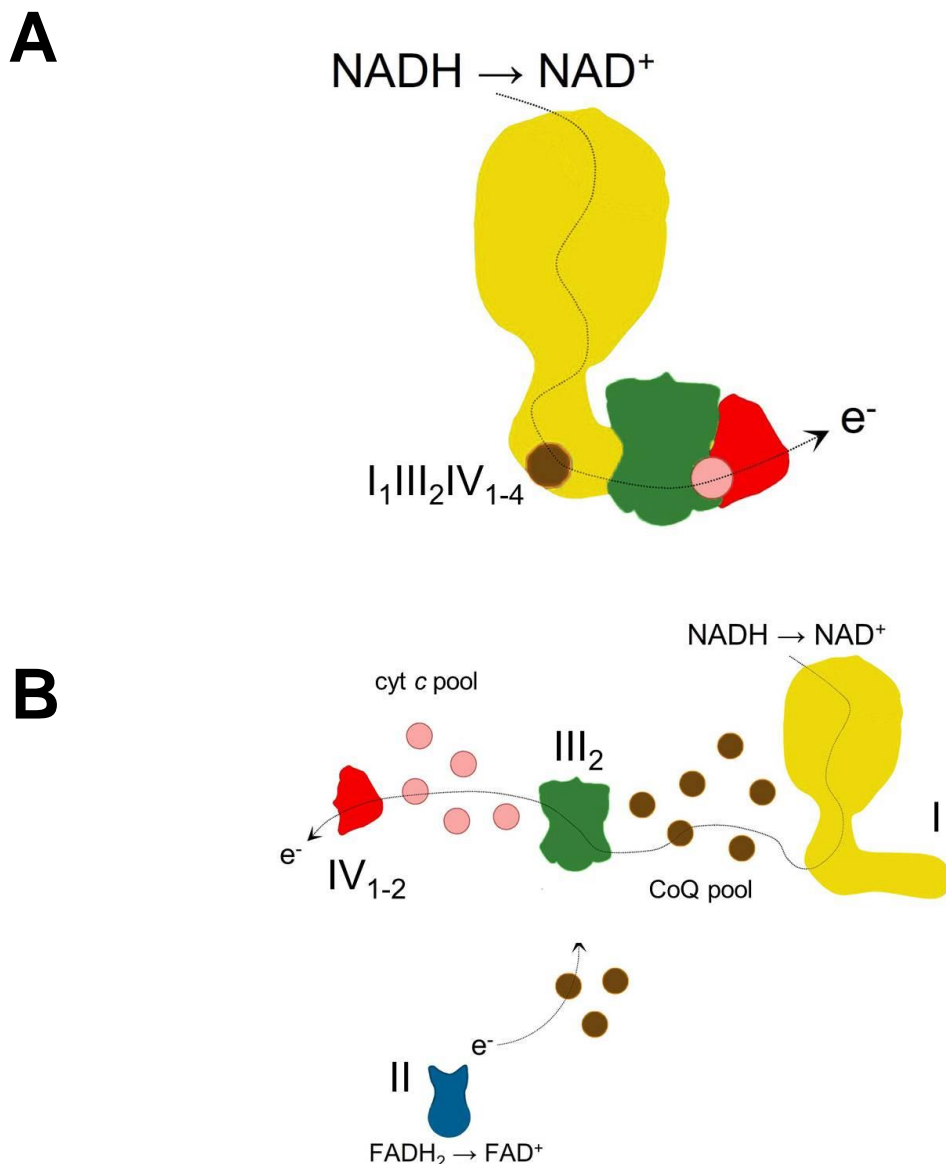 A
NADH → NAD⁺
e⁻
I₁III₂IV₁₋₄
B
NADH → NAD⁺
cyt c pool
III₂
I
e⁻
IV₁₋₂
CoQ pool
e⁻
II
FADH₂ → FAD⁺